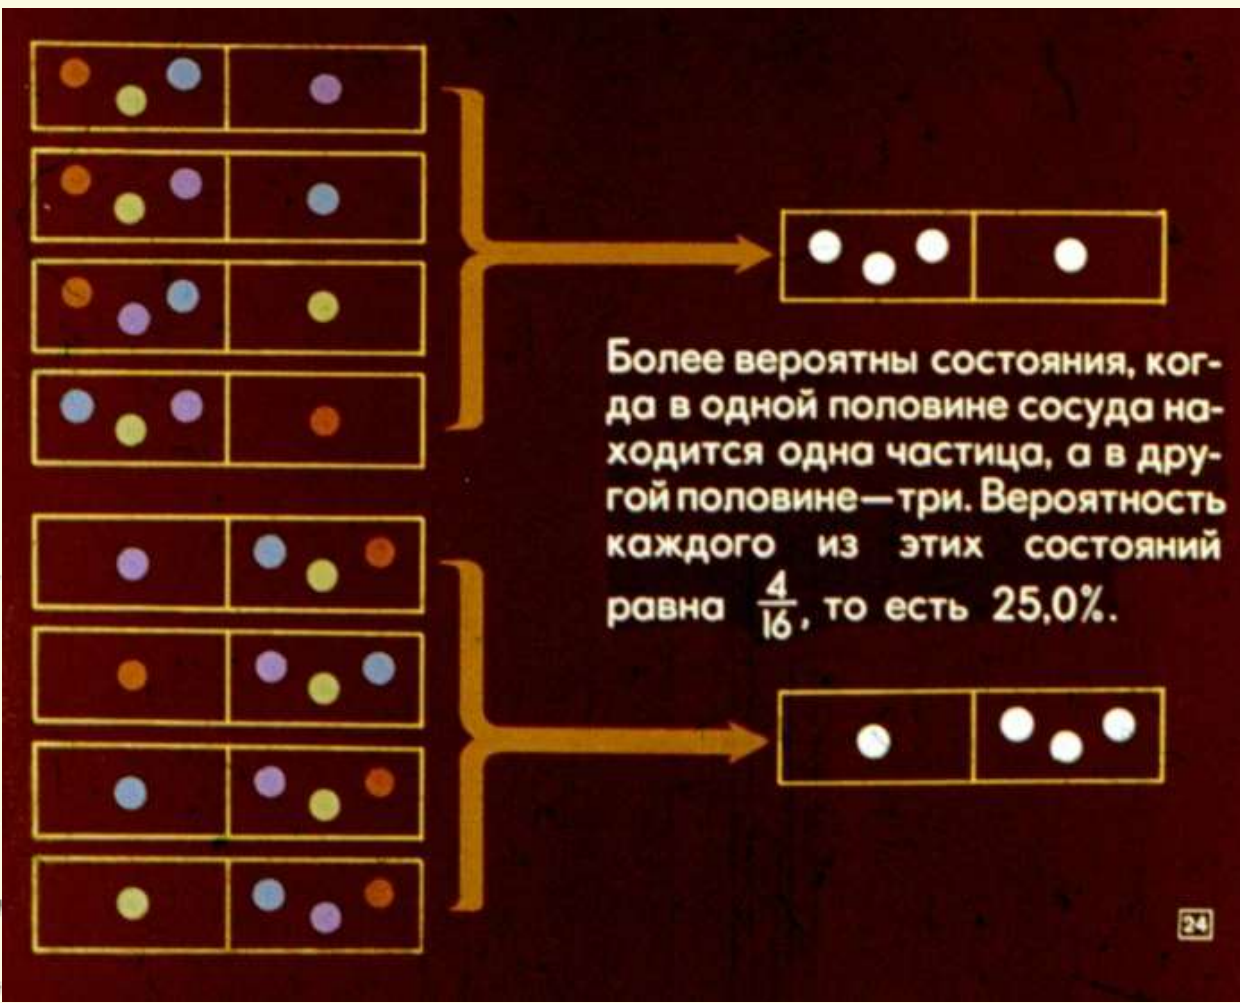 Более вероятны состояния, ког-
да в одной половине сосуда на-
ходится одна частица, а в дру-
гой половине—три. Вероятность
каждого из этих состояний
равна 4/16, то есть 25,0%.
24